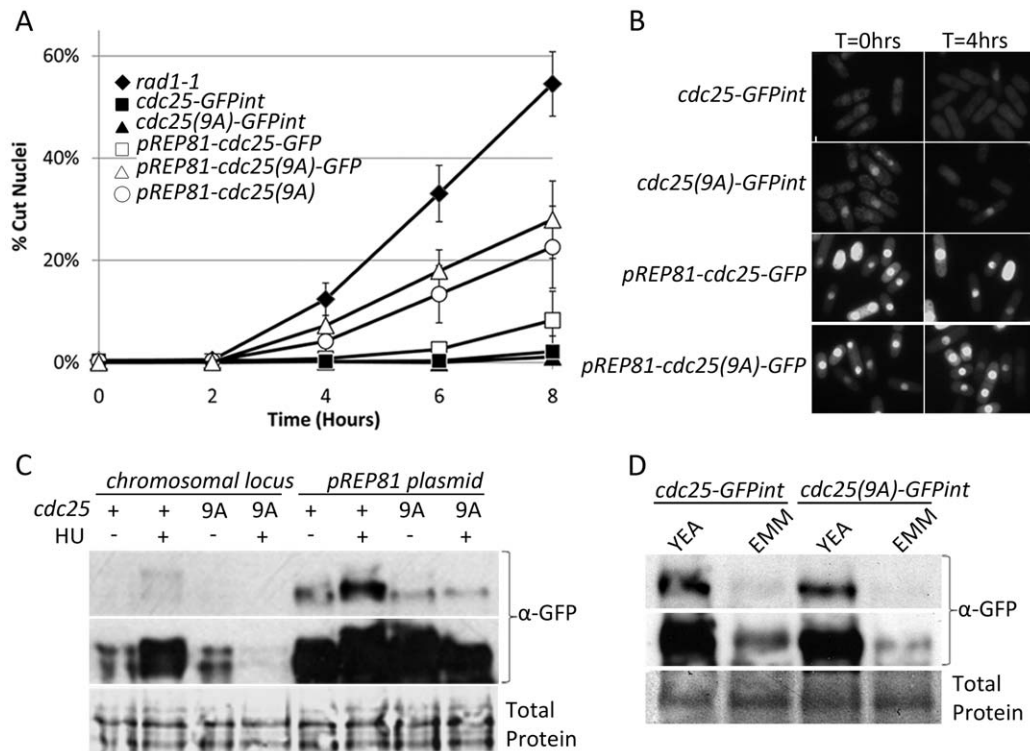 A
60%
40%
20%
0%
% Cut Nuclei
rad1-1
cdc25-GFPint
cdc25(9A)-GFPint
pREP81-cdc25-GFP
pREP81-cdc25(9A)-GFP
pREP81-cdc25(9A)
0 2 4 6 8
Time (Hours)
B
T=0hrs T=4hrs
cdc25-GFPint
cdc25(9A)-GFPint
pREP81-cdc25-GFP
pREP81-cdc25(9A)-GFP
C
chromosomal locus pREP81 plasmid
cdc25 + + 9A 9A + + 9A 9A
HU - + - + - + - +
α-GFP
Total
Protein
D
cdc25-GFPint cdc25(9A)-GFPint
YEA EMM YEA EMM
α-GFP
Total
Protein